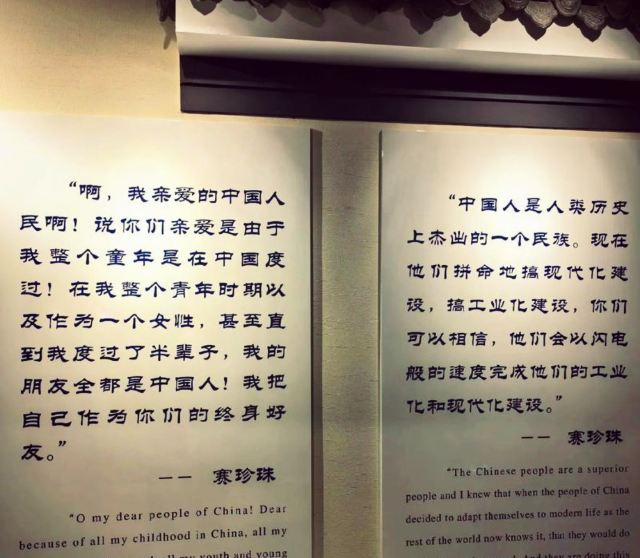 “啊，我亲爱的中国人
民啊！说你们亲爱是由于
我整个童年是在中国度
过！在我整个青年时期以
及作为一个女性，甚至直
到我度过了半辈子，我的
朋友全都是中国人！我把
自己作为你们的终身好
友。”
—— 赛珍珠
“O my dear people of China! Dear
because of all my childhood in China, all my
all my youth and young
“中国人是人类历史
上杰出的一个民族。现在
他们拼命地搞现代化建
设，搞工业化建设，你们
可以相信，他们会以闪电
般的速度完成他们的工业
化和现代化建设。”
—— 赛珍珠
“The Chinese people are a superior
people and I knew that when the people of China
decided to adapt themselves to modern life as the
rest of the world now knows it, that they would do
And they are doing this